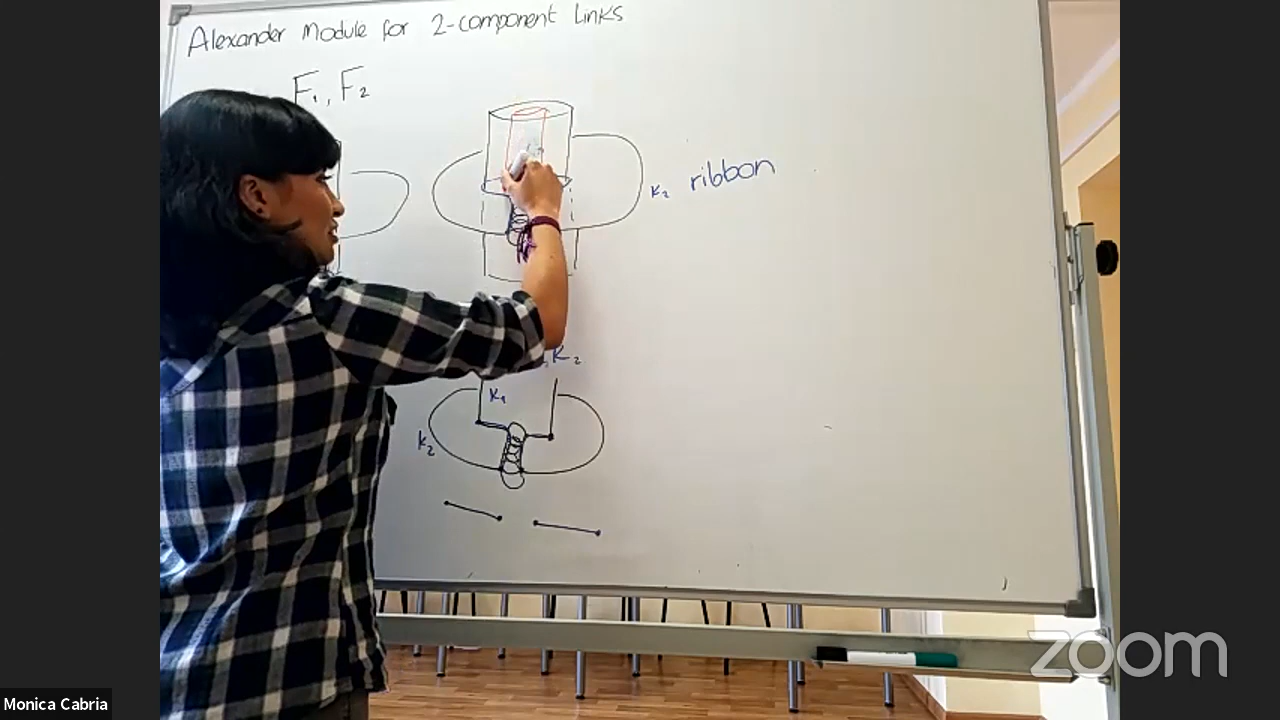 Alexander Module for 2-component Links
F₁, F₂
K₂ ribbon
K₂
K₁
K₂
zoom
Monica Cabria